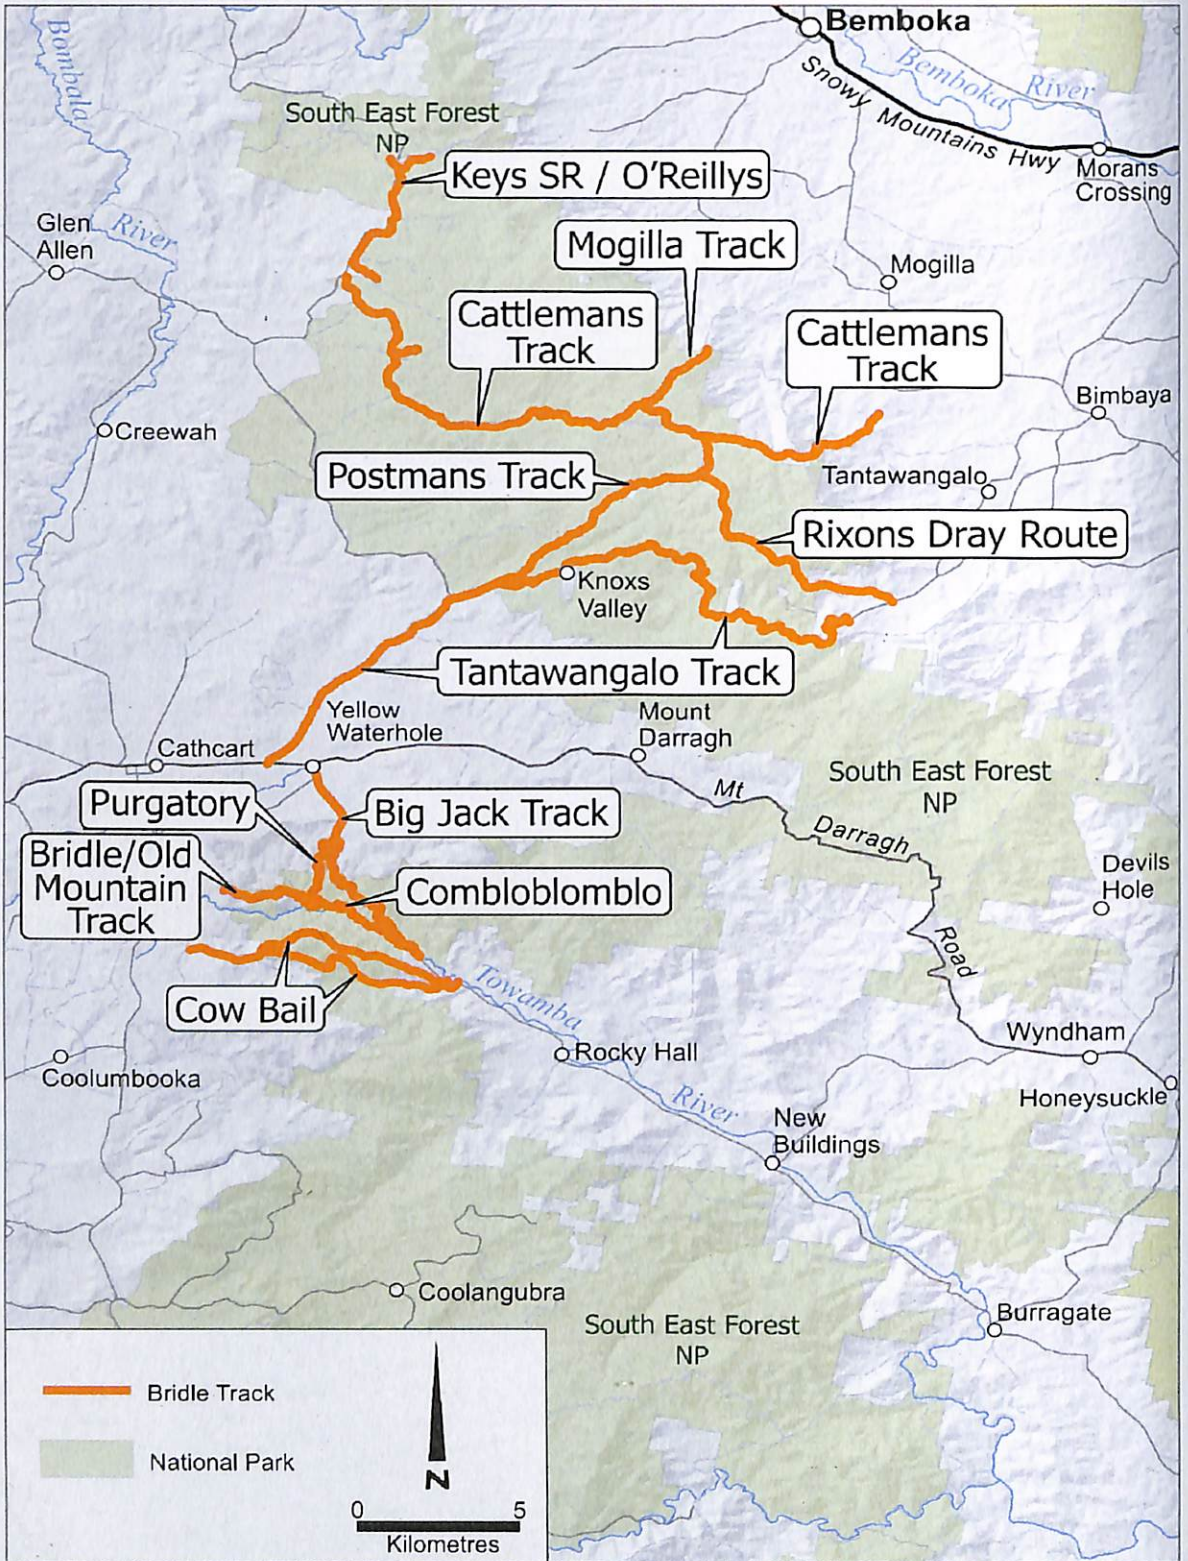 Bemboka
Bombala
River
Bemboka
River
Snowy Mountains Hwy
Morans
Crossing
South East Forest
NP
Keys SR / O'Reillys
Glen
Allen
Mogilla Track
Mogilla
Cattlemans
Track
Cattlemans
Track
Bimbaya
Creewah
Postmans Track
Tantawangalo
Rixons Dray Route
Knoxs
Valley
Tantawangalo Track
Yellow
Waterhole
Mount
Darragh
Cathcart
South East Forest
NP
Purgatory
Big Jack Track
Mt
Darragh
Road
Bridle/Old
Mountain
Track
Combloblomblo
Devils
Hole
Cow Bail
Towamba
River
Wyndham
Rocky Hall
Coolumbooka
Honeysuckle
New
Buildings
Coolangubra
Burragate
South East Forest
NP
Bridle Track
National Park
N
0 5
Kilometres